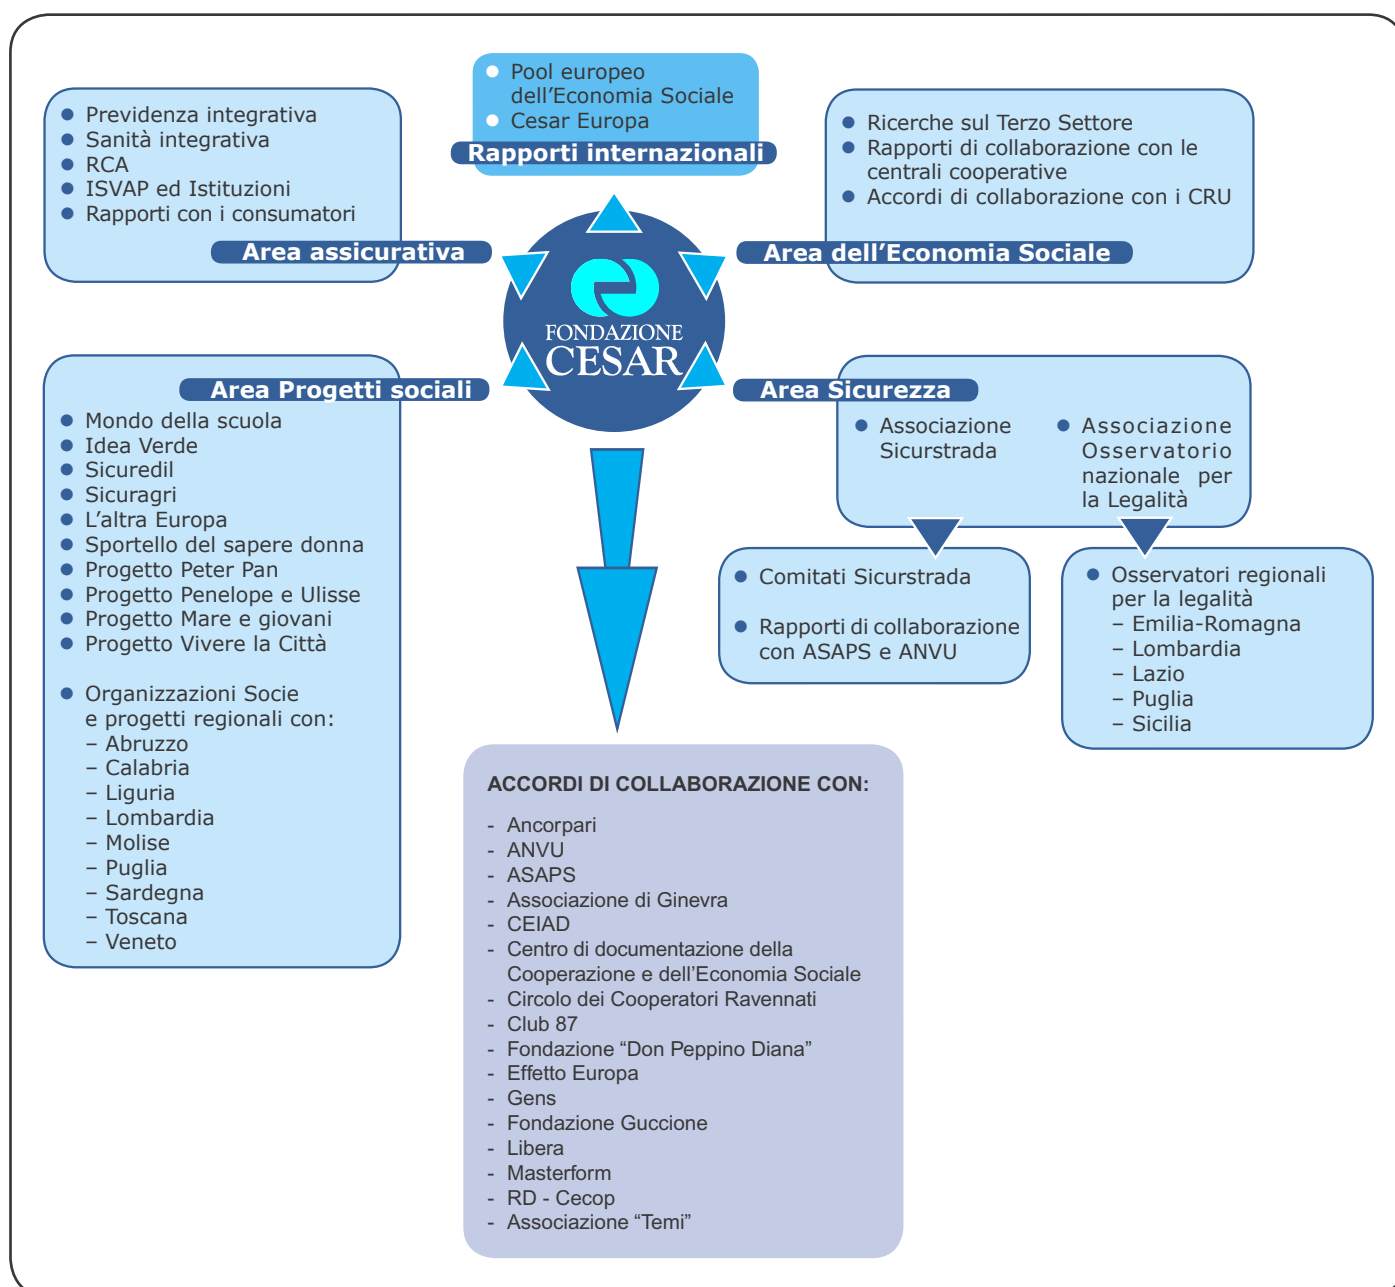 ● Pool europeo
dell’Economia Sociale
● Cesar Europa
Rapporti internazionali
● Previdenza integrativa
● Sanità integrativa
● RCA
● ISVAP ed Istituzioni
● Rapporti con i consumatori
Area assicurativa
● Ricerche sul Terzo Settore
● Rapporti di collaborazione con le
centrali cooperative
● Accordi di collaborazione con i CRU
Area dell’Economia Sociale
FONDAZIONE
CESAR
Area Progetti sociali
● Mondo della scuola
● Idea Verde
● Sicuredil
● Sicuragri
● L’altra Europa
● Sportello del sapere donna
● Progetto Peter Pan
● Progetto Penelope e Ulisse
● Progetto Mare e giovani
● Progetto Vivere la Città
● Organizzazioni Socie
e progetti regionali con:
– Abruzzo
– Calabria
– Liguria
– Lombardia
– Molise
– Puglia
– Sardegna
– Toscana
– Veneto
Area Sicurezza
● Associazione
Sicurstrada
● Associazione
Osservatorio
nazionale per
la Legalità
● Comitati Sicurstrada
● Rapporti di collaborazione
con ASAPS e ANVU
● Osservatori regionali
per la legalità
– Emilia-Romagna
– Lombardia
– Lazio
– Puglia
– Sicilia
ACCORDI DI COLLABORAZIONE CON:
- Ancorpari
- ANVU
- ASAPS
- Associazione di Ginevra
- CEIAD
- Centro di documentazione della
Cooperazione e dell’Economia Sociale
- Circolo dei Cooperatori Ravennati
- Club 87
- Fondazione “Don Peppino Diana”
- Effetto Europa
- Gens
- Fondazione Guccione
- Libera
- Masterform
- RD - Cecop
- Associazione “Temi”